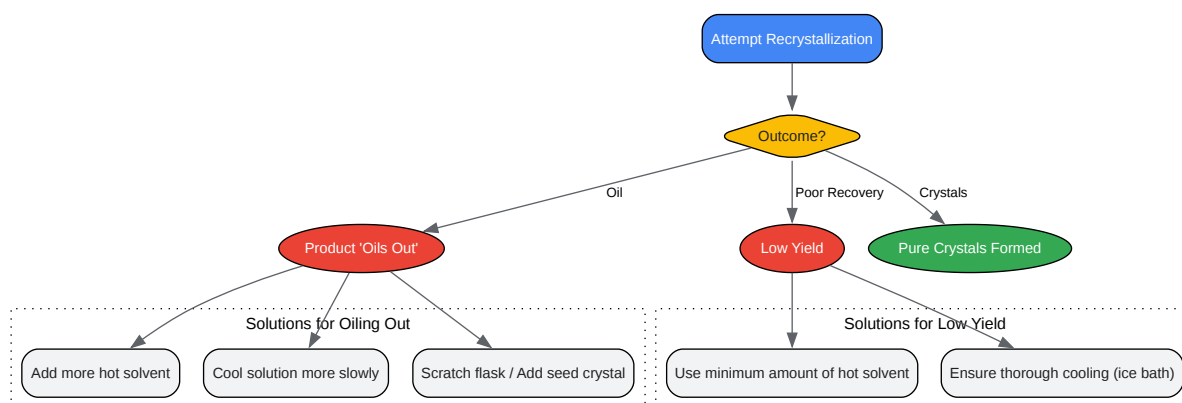 Attempt Recrystallization
Outcome?
Oil
Poor Recovery
Crystals
Product 'Oils Out'
Low Yield
Pure Crystals Formed
Solutions for Oiling Out
Solutions for Low Yield
Add more hot solvent
Cool solution more slowly
Scratch flask / Add seed crystal
Use minimum amount of hot solvent
Ensure thorough cooling (ice bath)